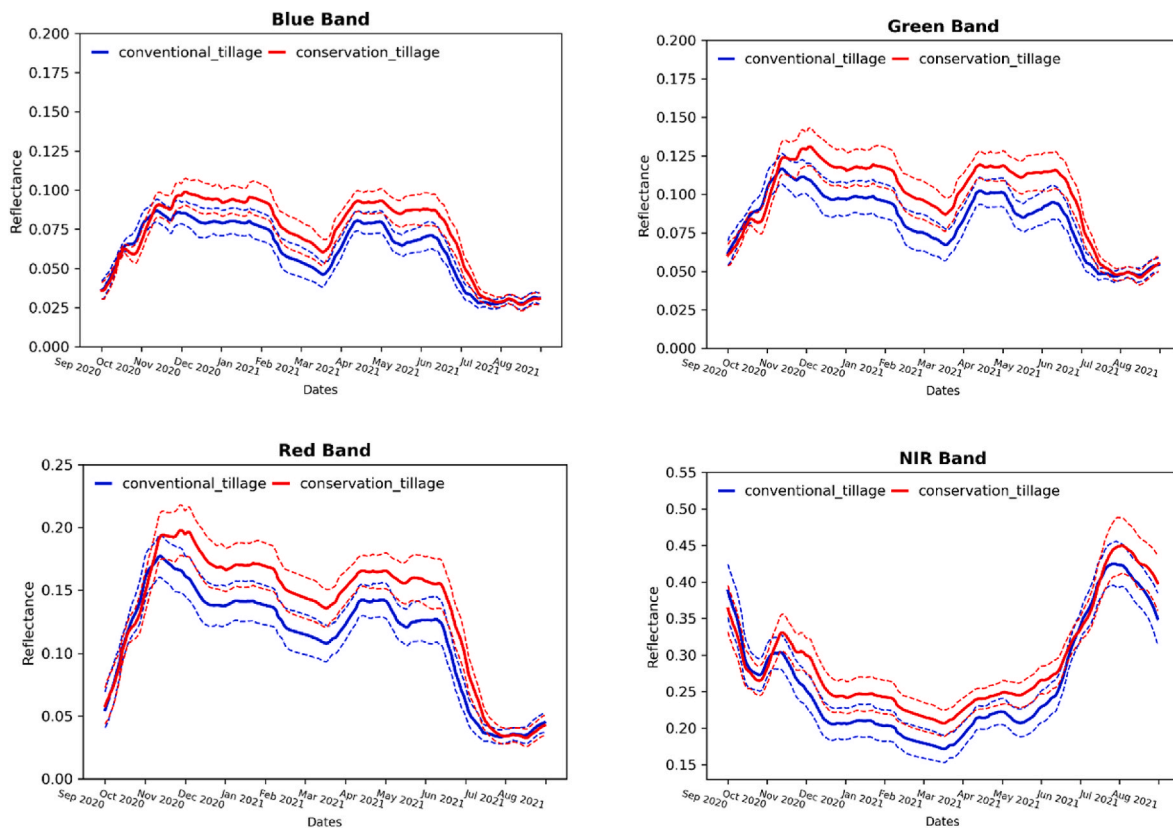 Blue Band
0.200
0.175
0.150
0.125
0.100
0.075
0.050
0.025
0.000
Reflectance
conventional_tillage conservation_tillage
Sep 2020 Oct 2020 Nov 2020 Dec 2020 Jan 2021 Feb 2021 Mar 2021 Apr 2021 May 2021 Jun 2021 Jul 2021 Aug 2021
Dates
Green Band
0.200
0.175
0.150
0.125
0.100
0.075
0.050
0.025
0.000
Reflectance
conventional_tillage conservation_tillage
Sep 2020 Oct 2020 Nov 2020 Dec 2020 Jan 2021 Feb 2021 Mar 2021 Apr 2021 May 2021 Jun 2021 Jul 2021 Aug 2021
Dates
Red Band
0.25
0.20
0.15
0.10
0.05
0.00
Reflectance
conventional_tillage conservation_tillage
Sep 2020 Oct 2020 Nov 2020 Dec 2020 Jan 2021 Feb 2021 Mar 2021 Apr 2021 May 2021 Jun 2021 Jul 2021 Aug 2021
Dates
NIR Band
0.55
0.50
0.45
0.40
0.35
0.30
0.25
0.20
0.15
Reflectance
conventional_tillage conservation_tillage
Sep 2020 Oct 2020 Nov 2020 Dec 2020 Jan 2021 Feb 2021 Mar 2021 Apr 2021 May 2021 Jun 2021 Jul 2021 Aug 2021
Dates